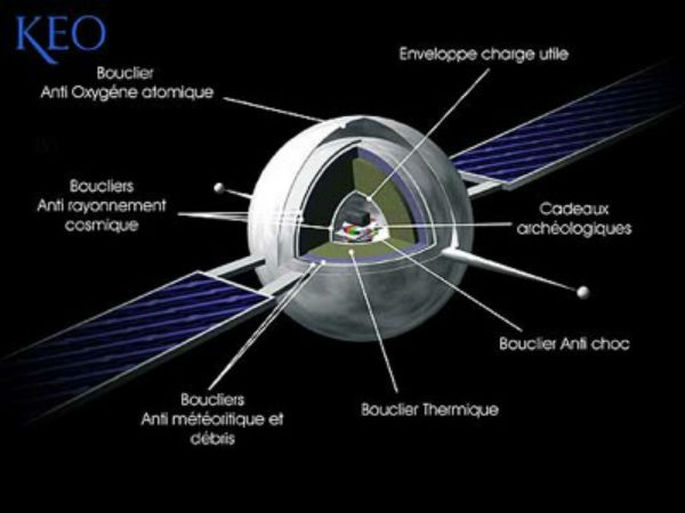 KEO
Enveloppe charge utile
Bouclier
Anti Oxygéne atomique
Boucliers
Anti rayonnement
cosmique
Cadeaux
archéologiques
Bouclier Anti choc
Boucliers
Anti météoritique et
débris
Bouclier Thermique